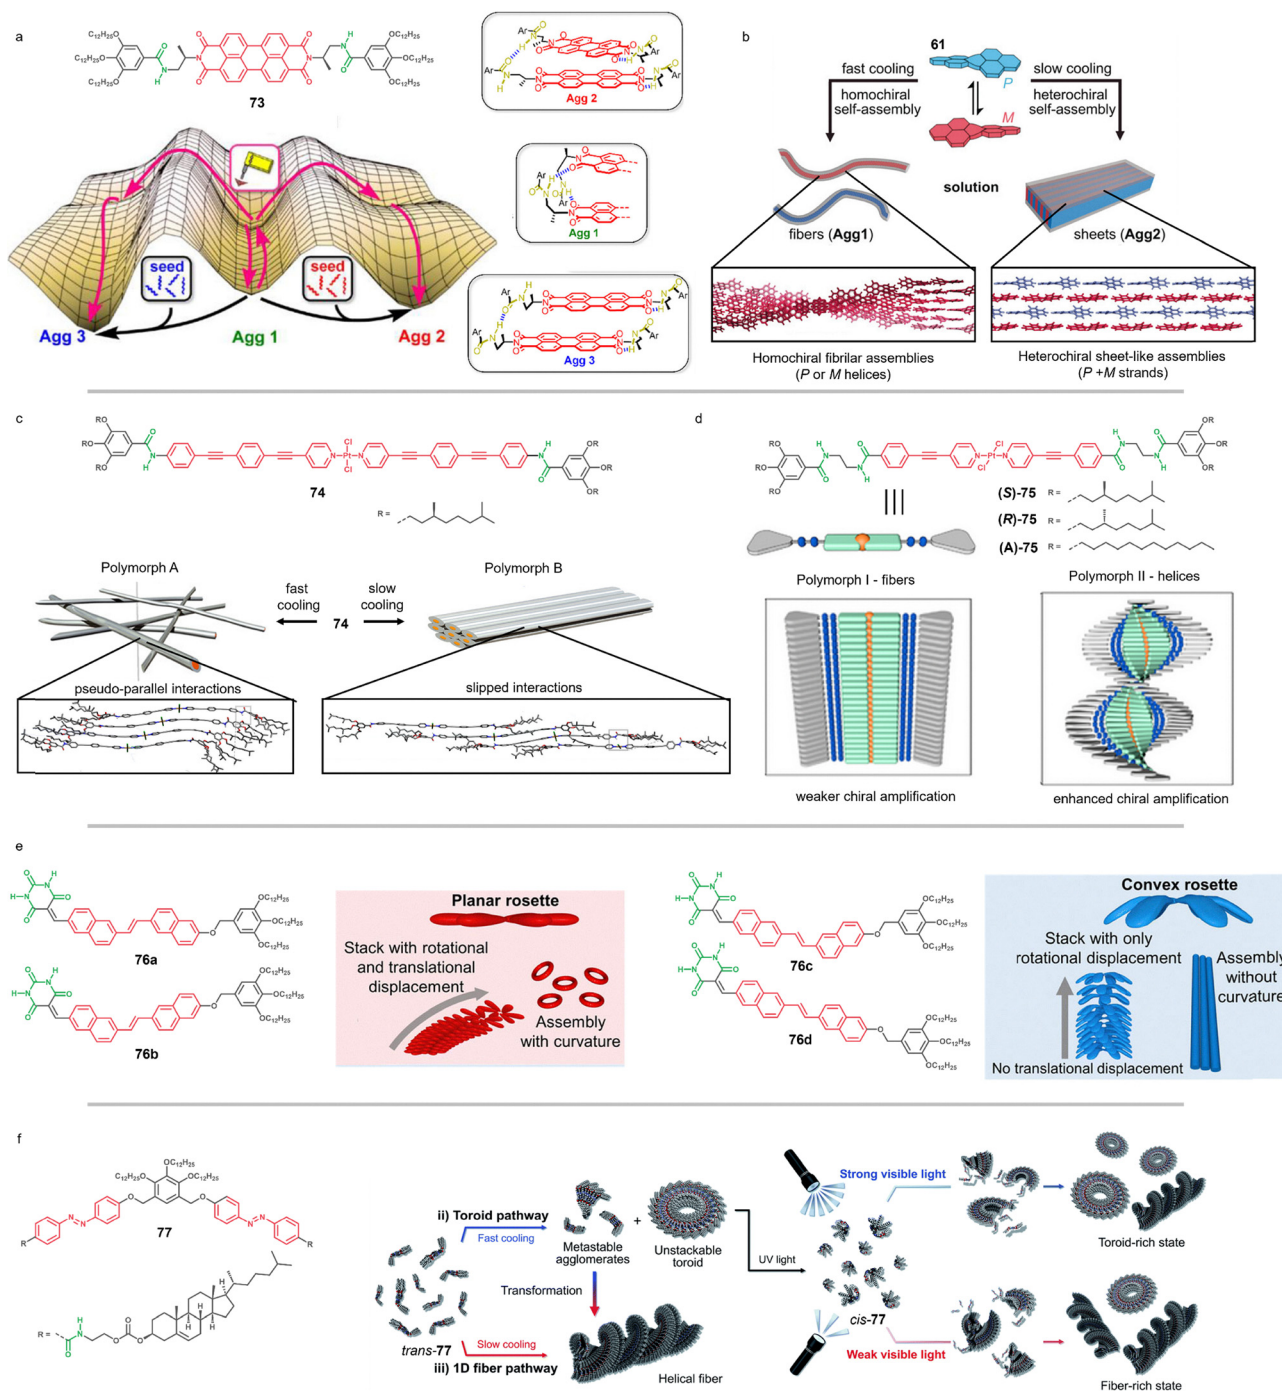 a
73
Agg 3
seed
Agg 1
seed
Agg 2
Agg 2
Agg 1
Agg 3
b
61
fast cooling
slow cooling
P
homochiral
self-assembly
heterochiral
self-assembly
M
solution
fibers (Agg1)
sheets (Agg2)
Homochiral fibrilar assemblies
(P or M helices)
Heterochiral sheet-like assemblies
(P +M strands)
c
74
R =
Polymorph A
Polymorph B
fast
cooling
74
slow
cooling
pseudo-parallel interactions
slipped interactions
d
(S)-75 R =
(R)-75 R =
(A)-75 R =
Polymorph I - fibers
Polymorph II - helices
weaker chiral amplification
enhanced chiral amplification
e
76a
76b
Planar rosette
Stack with rotational
and translational
displacement
Assembly
with curvature
76c
76d
Convex rosette
Stack with only
rotational displacement
Assembly
without
curvature
No translational displacement
f
77
R =
trans-77
ii) Toroid pathway
Fast cooling
Metastable
agglomerates
+
Unstackable
toroid
Transformation
Slow cooling
iii) 1D fiber pathway
Helical fiber
UV light
cis-77
Strong visible light
Toroid-rich state
Weak visible light
Fiber-rich state